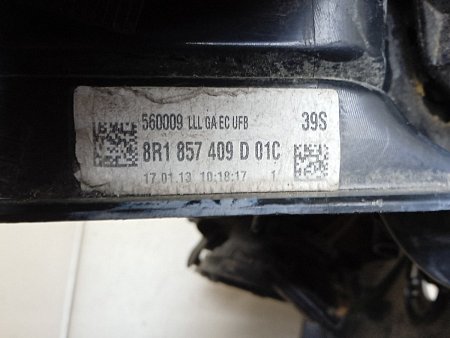 560009 LLL GA EC UFB 39S
8R1 857 409 D 01C
17.01.13 10:18:17 1